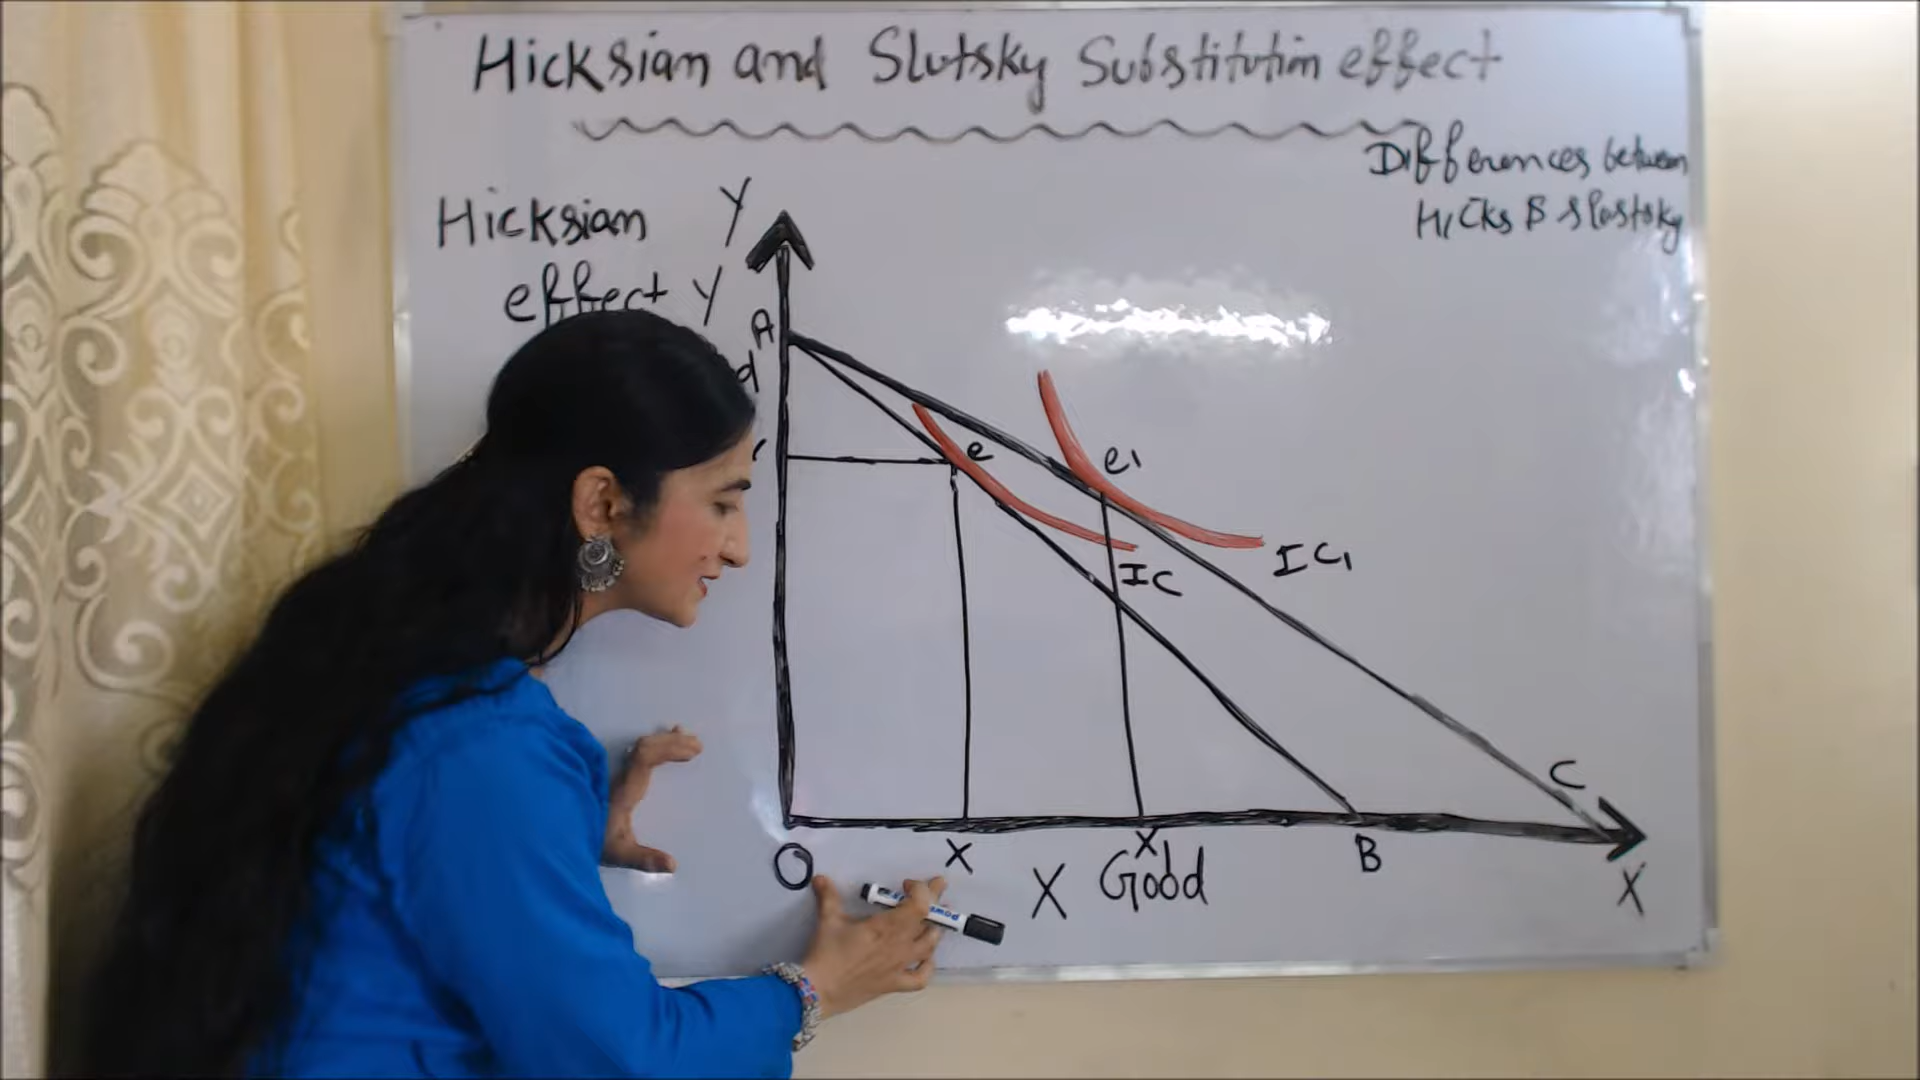 Hicksian and Slutsky Substitution effect
Differences between
Hicks & Slustsky
Hicksian
effect
Y
Y
A
d
e
e1
IC
IC1
C
O
X
X
B
X
X Good